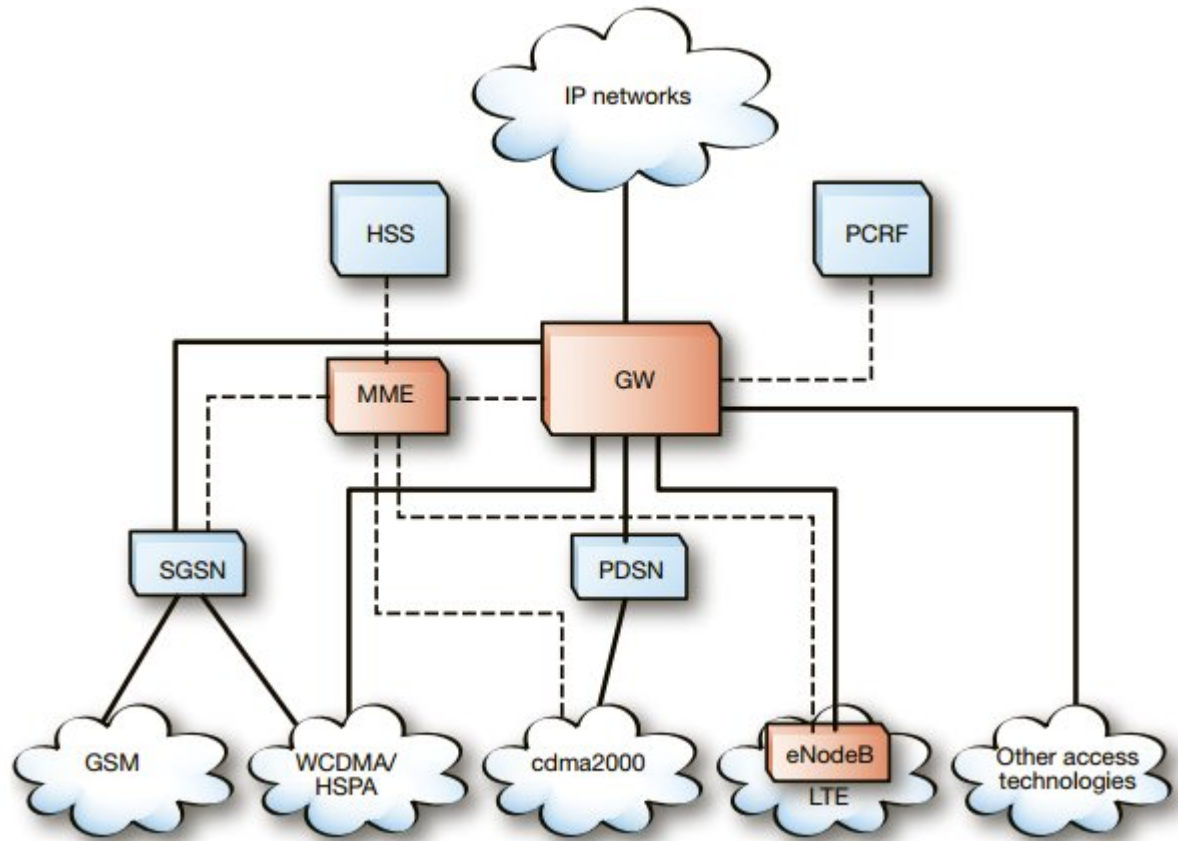 IP networks
HSS
PCRF
GW
MME
SGSN
PDSN
GSM
WCDMA/
HSPA
cdma2000
eNodeB
LTE
Other access
technologies